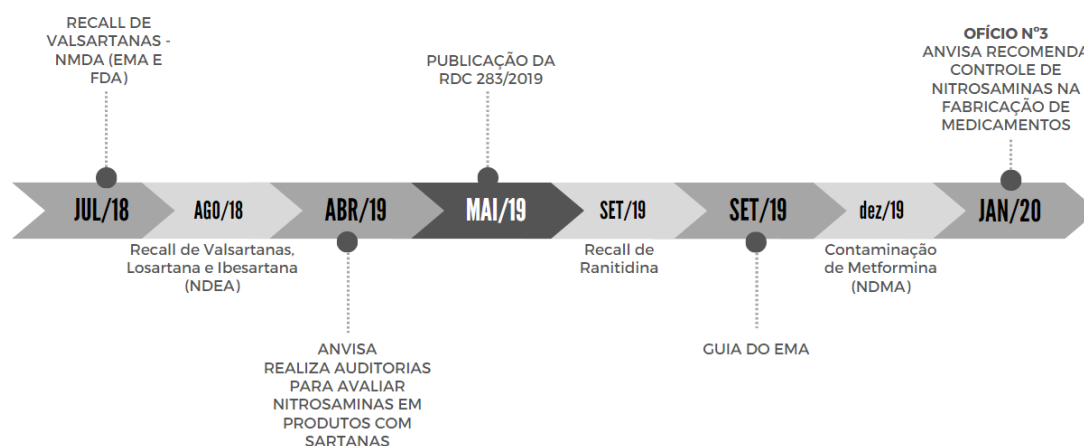 RECALL DE
VALSARTANAS -
NMDA (EMA E
FDA)
PUBLICAÇÃO DA
RDC 283/2019
OFÍCIO Nº3
ANVISA RECOMENDA
CONTROLE DE
NITROSAMINAS NA
FABRICAÇÃO DE
MEDICAMENTOS
JUL/18
AGO/18
ABR/19
MAI/19
SET/19
SET/19
dez/19
JAN/20
Recall de Valsartanas,
Losartana e Ibesartana
(NDEA)
Recall de
Ranitidina
Contaminação
de Metformina
(NDMA)
ANVISA
REALIZA AUDITORIAS
PARA AVALIAR
NITROSAMINAS EM
PRODUTOS COM
SARTANAS
GUIA DO EMA